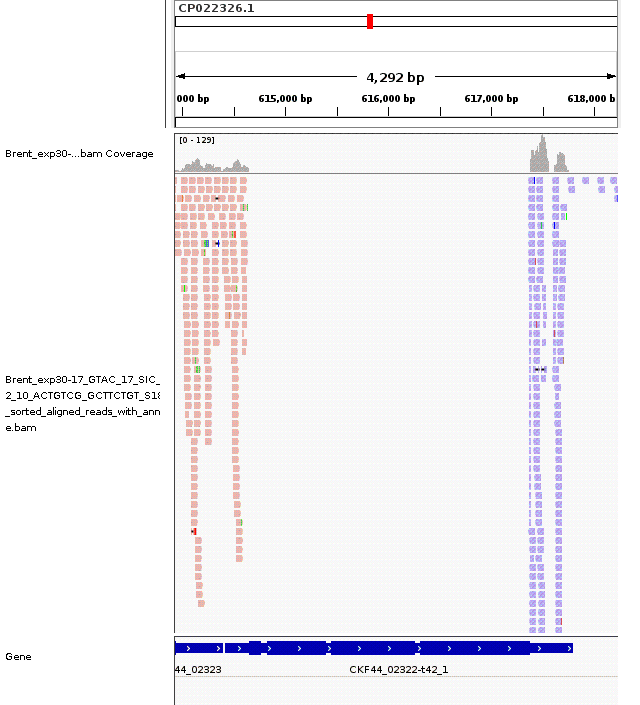 CP022326.1
4,292 bp
000 bp 615,000 bp 616,000 bp 617,000 bp 618,000 b
[0 - 129]
Brent_exp30-...bam Coverage
Brent_exp30-17_GTAC_17_SIC_
2_10_ACTGTCG_GCTTCTGT_S18
_sorted_aligned_reads_with_ann
e.bam
Gene
44_02323 CKF44_02322-t42_1